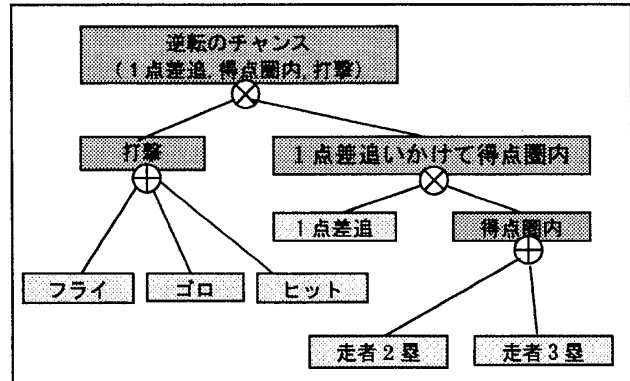 逆転のチャンス
(1点差追,得点圏内,打撃)
打撃
1点差追いかけて得点圏内
1点差追
得点圏内
フライ
ゴロ
ヒット
走者2塁
走者3塁